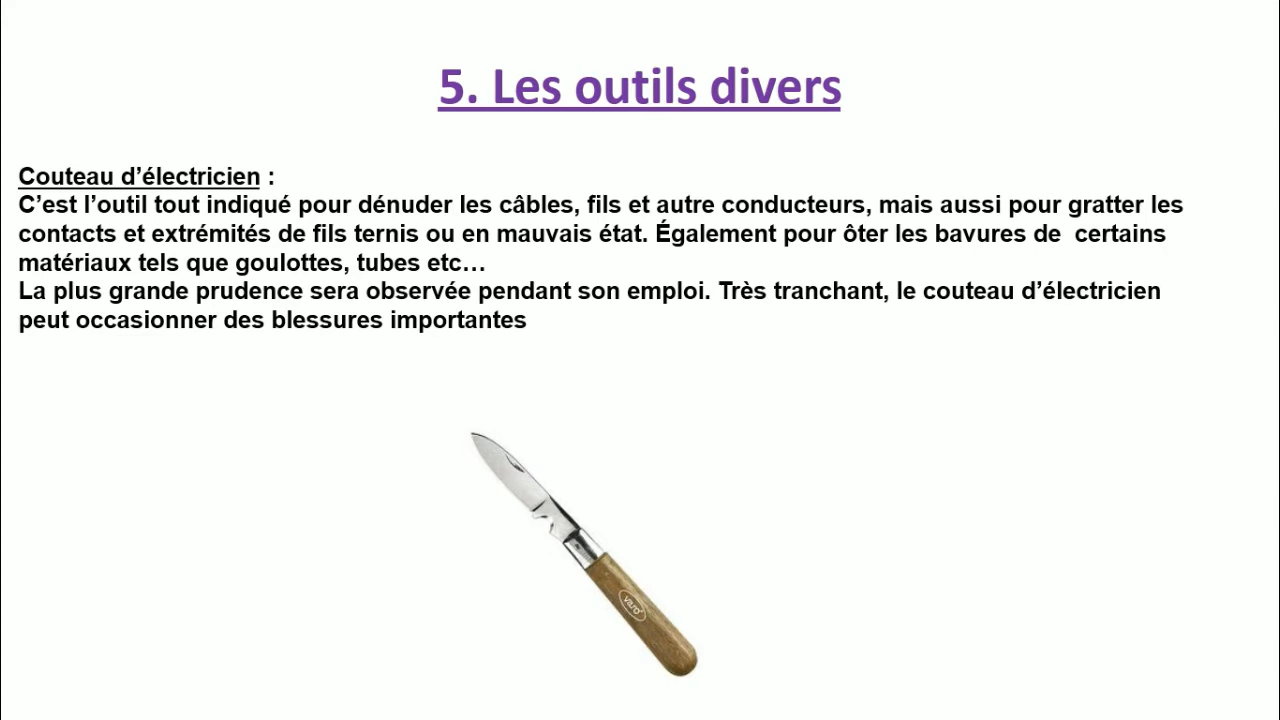 5. Les outils divers
Couteau d’électricien :
C’est l’outil tout indiqué pour dénuder les câbles, fils et autre conducteurs, mais aussi pour gratter les
contacts et extrémités de fils ternis ou en mauvais état. Également pour ôter les bavures de  certains
matériaux tels que goulottes, tubes etc…
La plus grande prudence sera observée pendant son emploi. Très tranchant, le couteau d’électricien
peut occasionner des blessures importantes